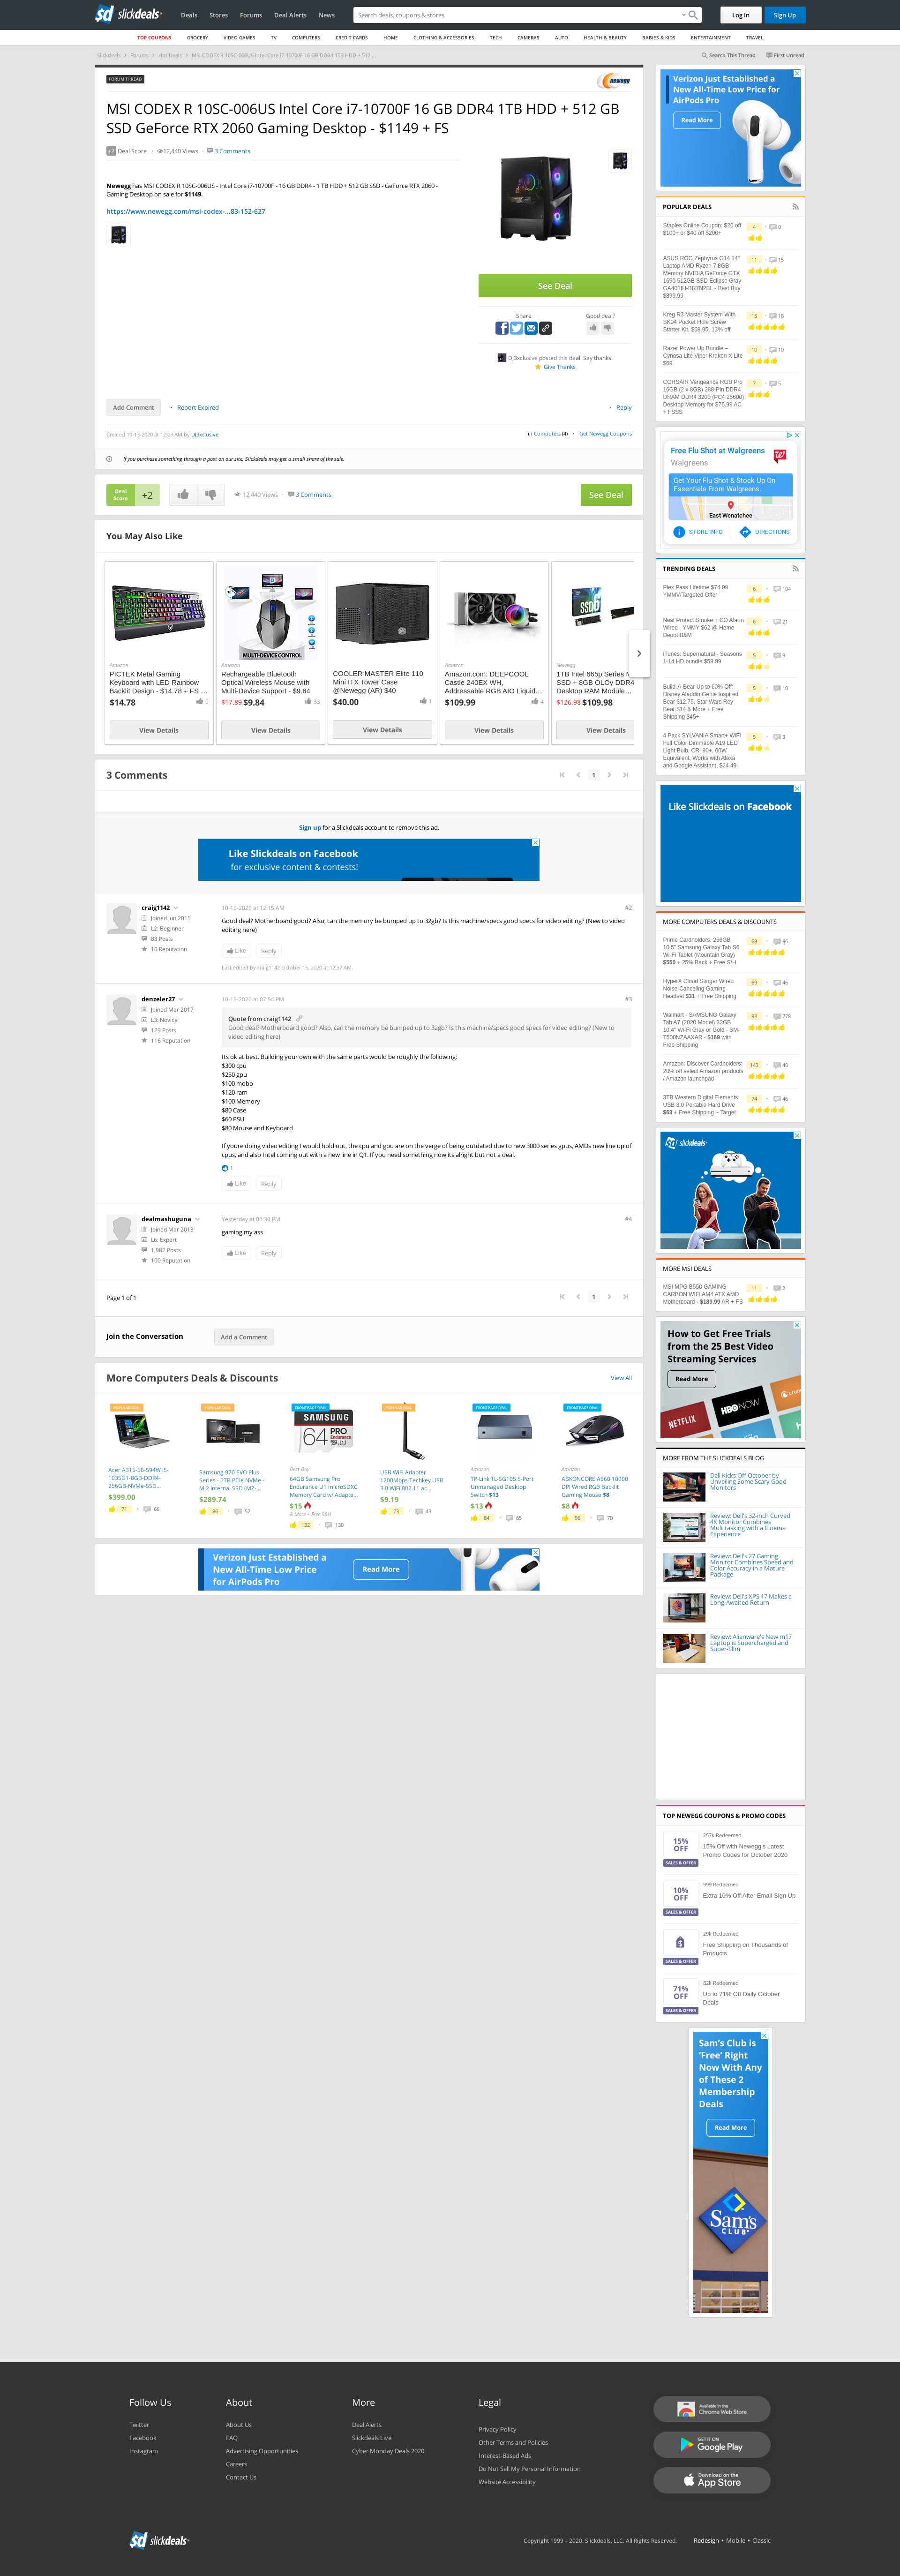 slickdeals
Deals
Stores
Forums
Deal Alerts
News
Search deals, coupons & stores
Log In
Sign Up
TOP COUPONS
GROCERY
VIDEO GAMES
TV
COMPUTERS
CREDIT CARDS
HOME
CLOTHING & ACCESSORIES
TECH
CAMERAS
AUTO
HEALTH & BEAUTY
BABIES & KIDS
ENTERTAINMENT
TRAVEL
Slickdeals > Forums > Hot Deals > MSI CODEX R 10SC-006US Intel Core i7-10700F 16 GB DDR4 1TB HDD + 512 ...
Search This Thread
First Unread
FORUM THREAD
newegg
MSI CODEX R 10SC-006US Intel Core i7-10700F 16 GB DDR4 1TB HDD + 512 GB
SSD GeForce RTX 2060 Gaming Desktop - $1149 + FS
+2 Deal Score
12,440 Views
3 Comments
Newegg has MSI CODEX R 10SC-006US - Intel Core i7-10700F - 16 GB DDR4 - 1 TB HDD + 512 GB SSD - GeForce RTX 2060 -
Gaming Desktop on sale for $1149.
https://www.newegg.com/msi-codex-...83-152-627
See Deal
Share
Good deal?
DJ3xclusive posted this deal. Say thanks!
Give Thanks
Add Comment
Report Expired
Reply
Created 10-13-2020 at 12:03 AM by DJ3xclusive
in Computers (4)
Get Newegg Coupons
If you purchase something through a post on our site, Slickdeals may get a small share of the sale.
Deal
Score
+2
12,440 Views
3 Comments
See Deal
You May Also Like
Amazon
PICTEK Metal Gaming
Keyboard with LED Rainbow
Backlit Design - $14.78 + FS ...
$14.78
0
View Details
MULTI-DEVICE CONTROL
Amazon
Rechargeable Bluetooth
Optical Wireless Mouse with
Multi-Device Support - $9.84
$17.89 $9.84
33
View Details
COOLER MASTER Elite 110
Mini ITX Tower Case
@Newegg (AR) $40
$40.00
1
View Details
Amazon
Amazon.com: DEEPCOOL
Castle 240EX WH,
Addressable RGB AIO Liquid...
$109.99
4
View Details
Newegg
1TB Intel 665p Series M
SSD + 8GB OLOy DDR4
Desktop RAM Module...
$126.98 $109.98
View Details
3 Comments
1
Sign up for a Slickdeals account to remove this ad.
Like Slickdeals on Facebook
for exclusive content & contests!
craig1142
Joined Jun 2015
L2: Beginner
83 Posts
10 Reputation
10-15-2020 at 12:15 AM
#2
Good deal? Motherboard good? Also, can the memory be bumped up to 32gb? Is this machine/specs good specs for video editing? (New to video
editing here)
Like
Reply
Last edited by craig1142 October 15, 2020 at 12:37 AM.
denzeler27
Joined Mar 2017
L3: Novice
129 Posts
116 Reputation
10-15-2020 at 07:54 PM
#3
Quote from craig1142
Good deal? Motherboard good? Also, can the memory be bumped up to 32gb? Is this machine/specs good specs for video editing? (New to
video editing here)
Its ok at best. Building your own with the same parts would be roughly the following:
$300 cpu
$250 gpu
$100 mobo
$120 ram
$100 Memory
$80 Case
$60 PSU
$80 Mouse and Keyboard
If youre doing video editing I would hold out, the cpu and gpu are on the verge of being outdated due to new 3000 series gpus, AMDs new line up of
cpus, and also Intel coming out with a new line in Q1. If you need something now its alright but not a deal.
1
Like
Reply
dealmashuguna
Joined Mar 2013
L6: Expert
1,982 Posts
100 Reputation
Yesterday at 08:30 PM
#4
gaming my ass
Like
Reply
Page 1 of 1
1
Join the Conversation
Add a Comment
More Computers Deals & Discounts
View All
POPULAR DEAL
Acer A315-56-594W i5-
1035G1-8GB-DDR4-
256GB-NVMe-SSD...
$399.00
71
66
POPULAR DEAL
Samsung 970 EVO Plus
Series - 2TB PCIe NVMe -
M.2 Internal SSD (MZ-...
$289.74
86
52
FRONTPAGE DEAL
SAMSUNG
64 PRO
Endurance
Best Buy
64GB Samsung Pro
Endurance U1 microSDXC
Memory Card w/ Adapte...
$15
& More + Free S&H
132
130
POPULAR DEAL
USB WiFi Adapter
1200Mbps Techkey USB
3.0 WiFi 802.11 ac...
$9.19
73
43
FRONTPAGE DEAL
Amazon
TP-Link TL-SG105 5-Port
Unmanaged Desktop
Switch $13
$13
84
65
FRONTPAGE DEAL
Amazon
ABKONCORE A660 10000
DPI Wired RGB Backlit
Gaming Mouse $8
$8
96
70
Verizon Just Established a
New All-Time Low Price
for AirPods Pro
Read More
Verizon Just Established a
New All-Time Low Price for
AirPods Pro
Read More
POPULAR DEALS
Staples Online Coupon: $20 off
$100+ or $40 off $200+
4
0
ASUS ROG Zephyrus G14 14"
Laptop AMD Ryzen 7 8GB
Memory NVIDIA GeForce GTX
1650 512GB SSD Eclipse Gray
GA401IH-BR7N2BL - Best Buy
$899.99
11
15
Kreg R3 Master System With
SK04 Pocket Hole Screw
Starter Kit, $68.95, 13% off
15
18
Razer Power Up Bundle –
Cynosa Lite Viper Kraken X Lite
$69
10
10
CORSAIR Vengeance RGB Pro
16GB (2 x 8GB) 288-Pin DDR4
DRAM DDR4 3200 (PC4 25600)
Desktop Memory for $76.99 AC
+ FSSS
7
5
Free Flu Shot at Walgreens
Walgreens
Get Your Flu Shot & Stock Up On
Essentials From Walgreens.
East Wenatchee
STORE INFO
DIRECTIONS
TRENDING DEALS
Plex Pass Lifetime $74.99
YMMV/Targeted Offer
6
104
Nest Protect Smoke + CO Alarm
Wired - YMMY $62 @ Home
Depot B&M
6
21
iTunes: Supernatural - Seasons
1-14 HD bundle $59.99
5
9
Build-A-Bear Up to 60% Off:
Disney Aladdin Genie Inspired
Bear $12.75, Star Wars Rey
Bear $14 & More + Free
Shipping $45+
5
10
4 Pack SYLVANIA Smart+ WiFi
Full Color Dimmable A19 LED
Light Bulb, CRI 90+, 60W
Equivalent, Works with Alexa
and Google Assistant, $24.49
5
3
Like Slickdeals on Facebook
MORE COMPUTERS DEALS & DISCOUNTS
Prime Cardholders: 256GB
10.5" Samsung Galaxy Tab S6
Wi-Fi Tablet (Mountain Gray)
$550 + 25% Back + Free S/H
68
96
HyperX Cloud Stinger Wired
Noise-Canceling Gaming
Headset $31 + Free Shipping
69
46
Walmart - SAMSUNG Galaxy
Tab A7 (2020 Model) 32GB
10.4" Wi-Fi Gray or Gold - SM-
T500NZAAXAR - $169 with
Free Shipping
93
278
Amazon: Discover Cardholders:
20% off select Amazon products
/ Amazon launchpad
143
40
3TB Western Digital Elements
USB 3.0 Portable Hard Drive
$63 + Free Shipping – Target
74
46
slickdeals
MORE MSI DEALS
MSI MPG B550 GAMING
CARBON WIFI AM4 ATX AMD
Motherboard - $189.99 AR + FS
11
2
How to Get Free Trials
from the 25 Best Video
Streaming Services
Read More
NETFLIX
HBO NOW
MORE FROM THE SLICKDEALS BLOG
Dell Kicks Off October by
Unveiling Some Scary Good
Monitors
Review: Dell's 32-inch Curved
4K Monitor Combines
Multitasking with a Cinema
Experience
Review: Dell's 27 Gaming
Monitor Combines Speed and
Color Accuracy in a Mature
Package
Review: Dell's XPS 17 Makes a
Long-Awaited Return
Review: Alienware's New m17
Laptop is Supercharged and
Super-Slim
TOP NEWEGG COUPONS & PROMO CODES
15%
OFF
SALES & OFFER
257k Redeemed
15% Off with Newegg's Latest
Promo Codes for October 2020
10%
OFF
SALES & OFFER
999 Redeemed
Extra 10% Off After Email Sign Up
SALES & OFFER
29k Redeemed
Free Shipping on Thousands of
Products
71%
OFF
SALES & OFFER
82k Redeemed
Up to 71% Off Daily October
Deals
Sam's Club is
'Free' Right
Now With Any
of These 2
Membership
Deals
Read More
Sam's
CLUB
Follow Us
Twitter
Facebook
Instagram
About
About Us
FAQ
Advertising Opportunities
Careers
Contact Us
More
Deal Alerts
Slickdeals Live
Cyber Monday Deals 2020
Legal
Privacy Policy
Other Terms and Policies
Interest-Based Ads
Do Not Sell My Personal Information
Website Accessibility
Available in the
Chrome Web Store
GET IT ON
Google Play
Download on the
App Store
slickdeals
Copyright 1999 – 2020. Slickdeals, LLC. All Rights Reserved.
Redesign • Mobile • Classic